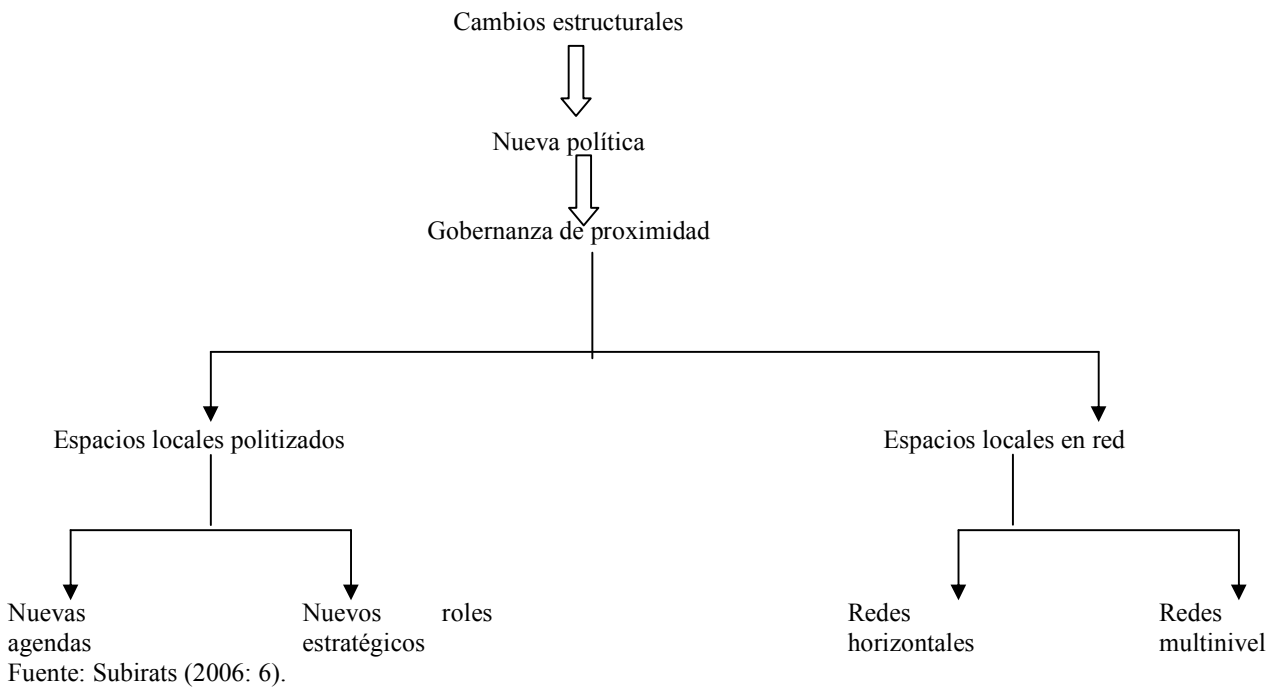 Cambios estructurales
Nueva política
Gobernanza de proximidad
Espacios locales politizados
Espacios locales en red
Nuevas
agendas
Nuevos roles
estratégicos
Redes
horizontales
Redes
multinivel
Fuente: Subirats (2006: 6).